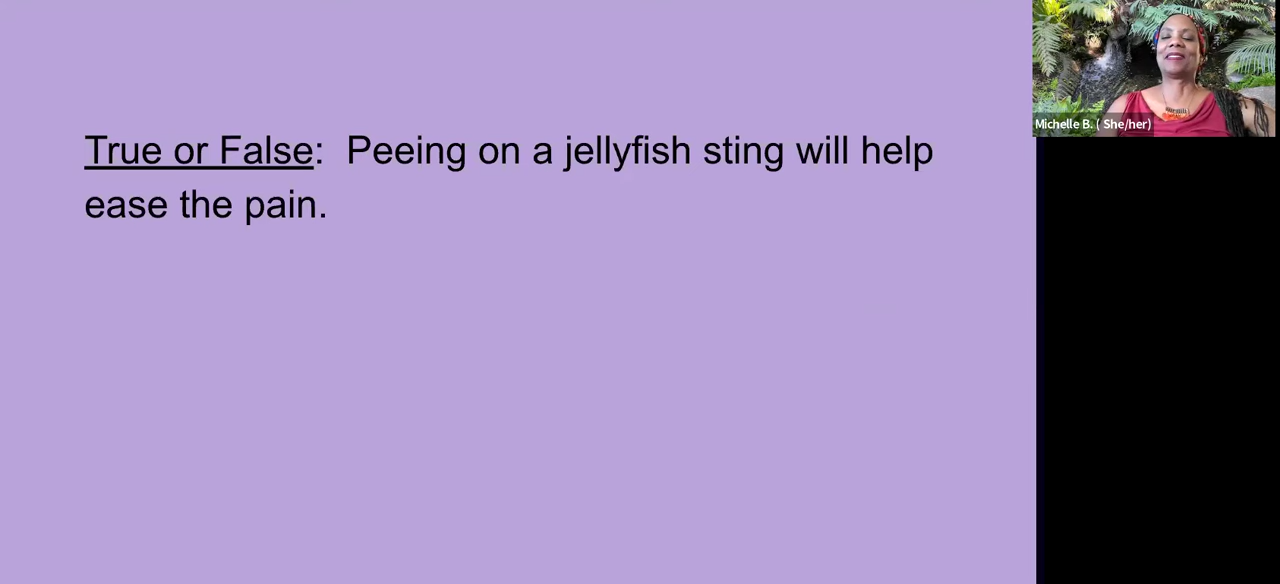 True or False:  Peeing on a jellyfish sting will help
ease the pain.
Michelle B. ( She/her)